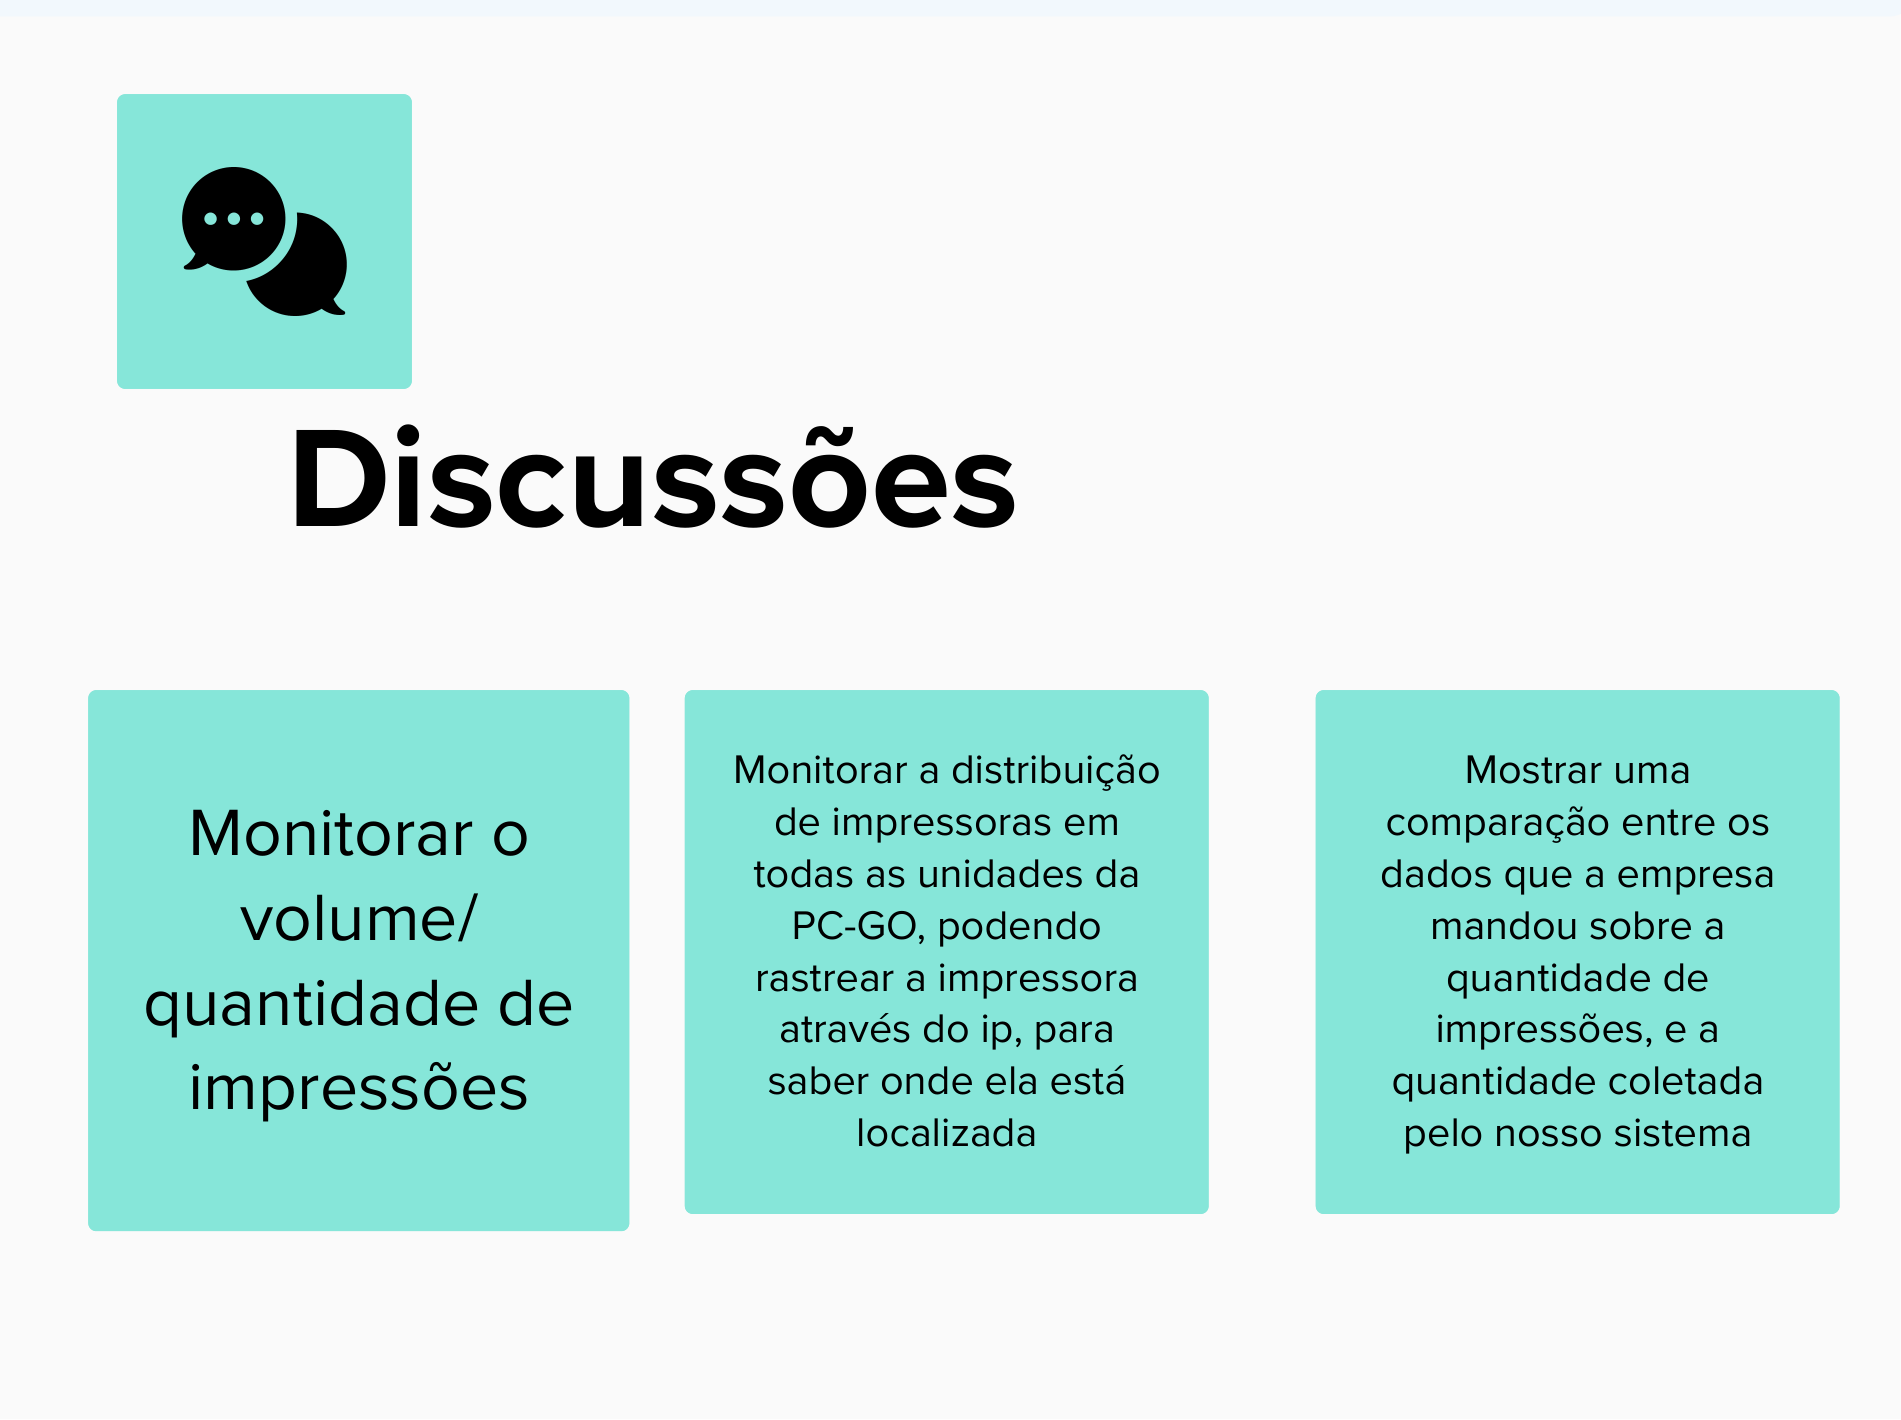 Discussões
Monitorar o
volume/
quantidade de
impressões
Monitorar a distribuição
de impressoras em
todas as unidades da
PC-GO, podendo
rastrear a impressora
através do ip, para
saber onde ela está
localizada
Mostrar uma
comparação entre os
dados que a empresa
mandou sobre a
quantidade de
impressões, e a
quantidade coletada
pelo nosso sistema